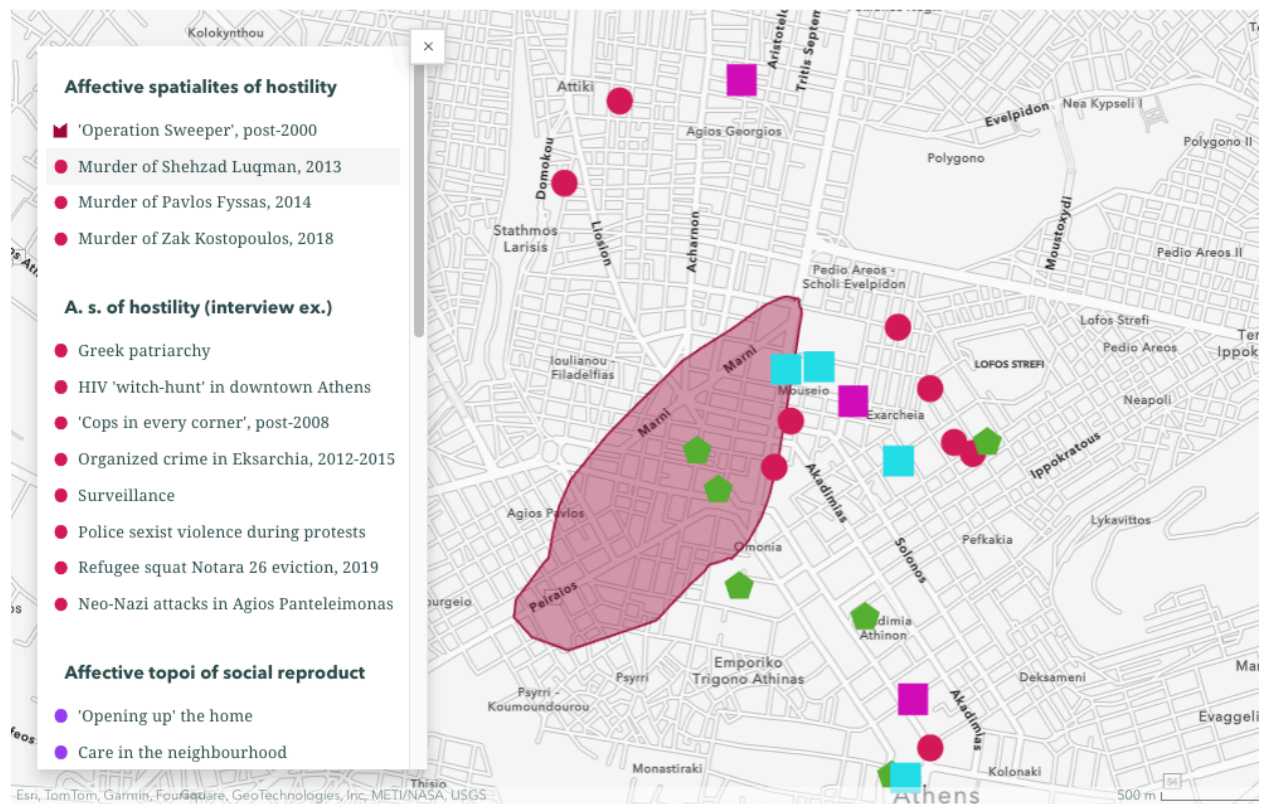 Affective spatialites of hostility
'Operation Sweeper', post-2000
Murder of Shehzad Luqman, 2013
Murder of Pavlos Fyssas, 2014
Murder of Zak Kostopoulos, 2018
A. s. of hostility (interview ex.)
Greek patriarchy
HIV 'witch-hunt' in downtown Athens
'Cops in every corner', post-2008
Organized crime in Eksarchia, 2012-2015
Surveillance
Police sexist violence during protests
Refugee squat Notara 26 eviction, 2019
Neo-Nazi attacks in Agios Panteleimonas
Affective topoi of social reproduct
'Opening up' the home
Care in the neighbourhood
×
Kolokynthou
Attiki
Tritis Septem
Agios Georgios
Evelpidon
Nea Kypseli I
Polygono
Polygono II
Domokou
Stathmos
Larisis
Liosion
Acharnon
Moustoxydi
Pedio Areos II
Pedio Areos -
Scholi Evelpidon
Lofos Strefi
Pedio Areos
LOFOS STREFI
Ioulianou -
Filadelfias
Marni
Marni
Mouseio
Exarcheia
Neapoli
Ippokratous
Akadimias
Agios Pavlos
Omonia
Solonos
Pefkakia
Lykavittos
Peiraios
Athinon
Emporiko
Trigono Athinas
Psyrri
Psyrri -
Koumoundourou
Deksameni
Akadimias
Evaggeli
Monastiraki
Kolonaki
Thisio
Athens
54
500 m
Esri, TomTom, Garmin, Foursquare, GeoTechnologies, Inc, METI/NASA, USGS